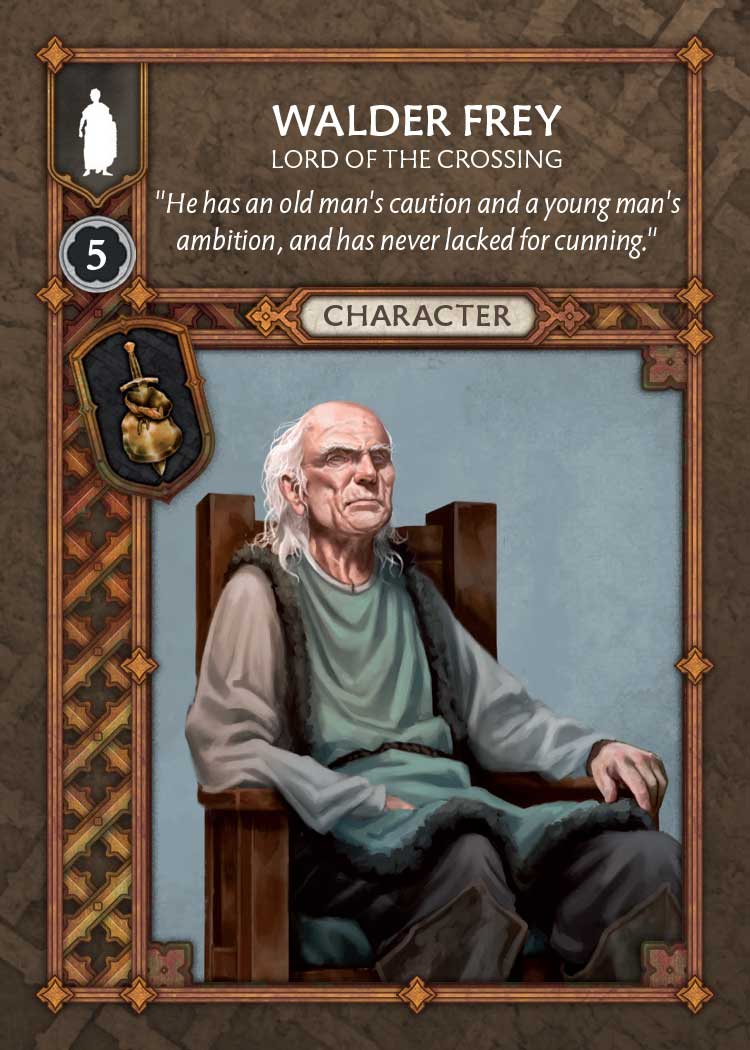 WALDER FREY
LORD OF THE CROSSING
"He has an old man's caution and a young man's
ambition, and has never lacked for cunning."
5
CHARACTER